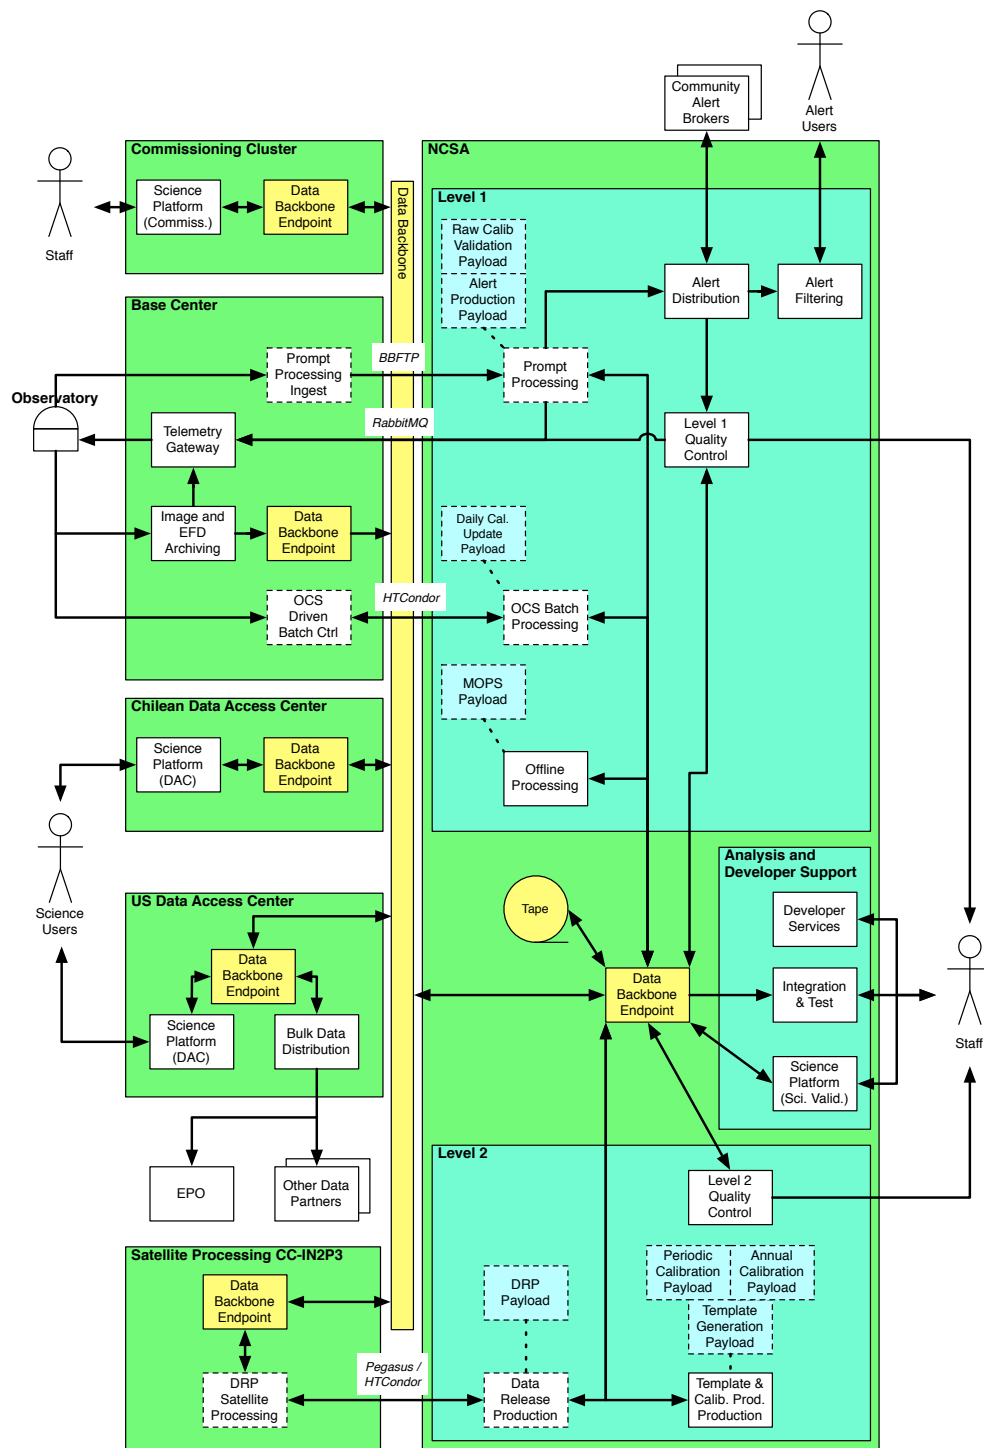 Community
Alert
Brokers
Alert
Users
Commissioning Cluster
Staff
Science
Platform
(Commiss.)
Data
Backbone
Endpoint
Data Backbone
NCSA
Level 1
Raw Calib
Validation
Payload
Alert
Production
Payload
Alert
Distribution
Alert
Filtering
Base Center
Prompt
Processing
Ingest
BBFTP
Prompt
Processing
Observatory
Telemetry
Gateway
RabbitMQ
Level 1
Quality
Control
Image and
EFD
Archiving
Data
Backbone
Endpoint
Daily Cal.
Update
Payload
OCS
Driven
Batch Ctrl
HTCondor
OCS Batch
Processing
MOPS
Payload
Offline
Processing
Chilean Data Access Center
Science
Platform
(DAC)
Data
Backbone
Endpoint
Science
Users
US Data Access Center
Data
Backbone
Endpoint
Science
Platform
(DAC)
Bulk Data
Distribution
EPO
Other Data
Partners
Tape
Data
Backbone
Endpoint
Analysis and
Developer Support
Developer
Services
Integration
& Test
Science
Platform
(Sci. Valid.)
Staff
Level 2
Level 2
Quality
Control
Periodic
Calibration
Payload
Annual
Calibration
Payload
Template
Generation
Payload
DRP
Payload
Data
Release
Production
Template &
Calib. Prod.
Production
Satellite Processing CC-IN2P3
Data
Backbone
Endpoint
DRP
Satellite
Processing
Pegasus /
HTCondor